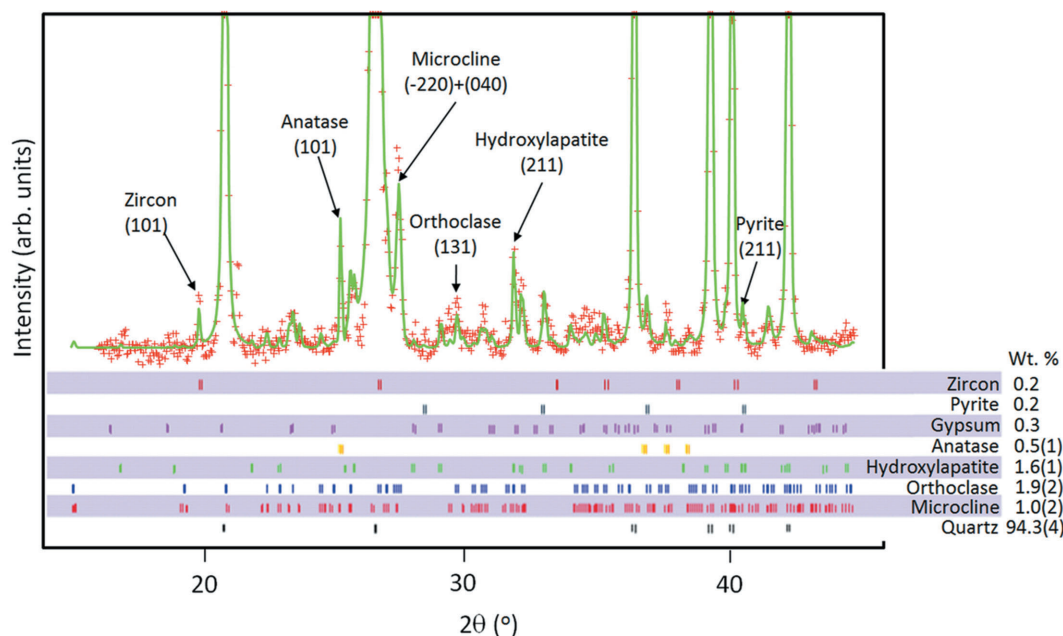 Microcline
(-220)+(040)
Anatase
(101)
Hydroxylapatite
(211)
Zircon
(101)
Orthoclase
(131)
Pyrite
(211)
Intensity (arb. units)
Wt. %
Zircon 0.2
Pyrite 0.2
Gypsum 0.3
Anatase 0.5(1)
Hydroxylapatite 1.6(1)
Orthoclase 1.9(2)
Microcline 1.0(2)
Quartz 94.3(4)
20 30 40
2θ (°)